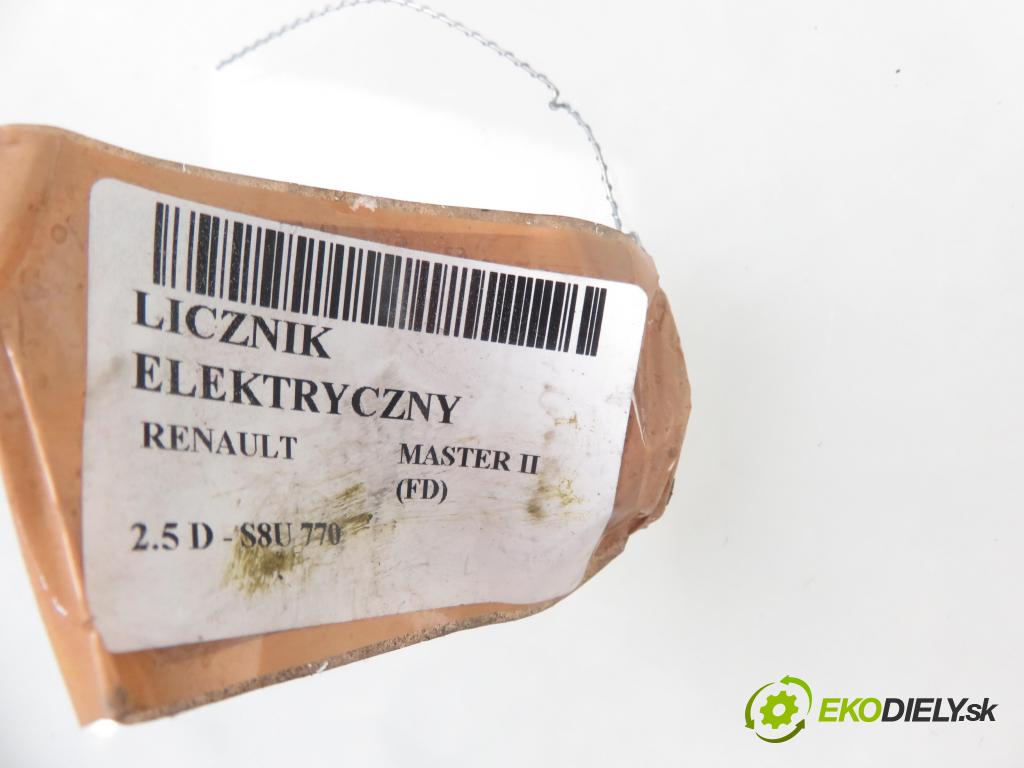 LICZNIK
ELEKTRYCZNY
RENAULT MASTER II
(FD)
2.5 D - S8U 770
EKODIELY.sk